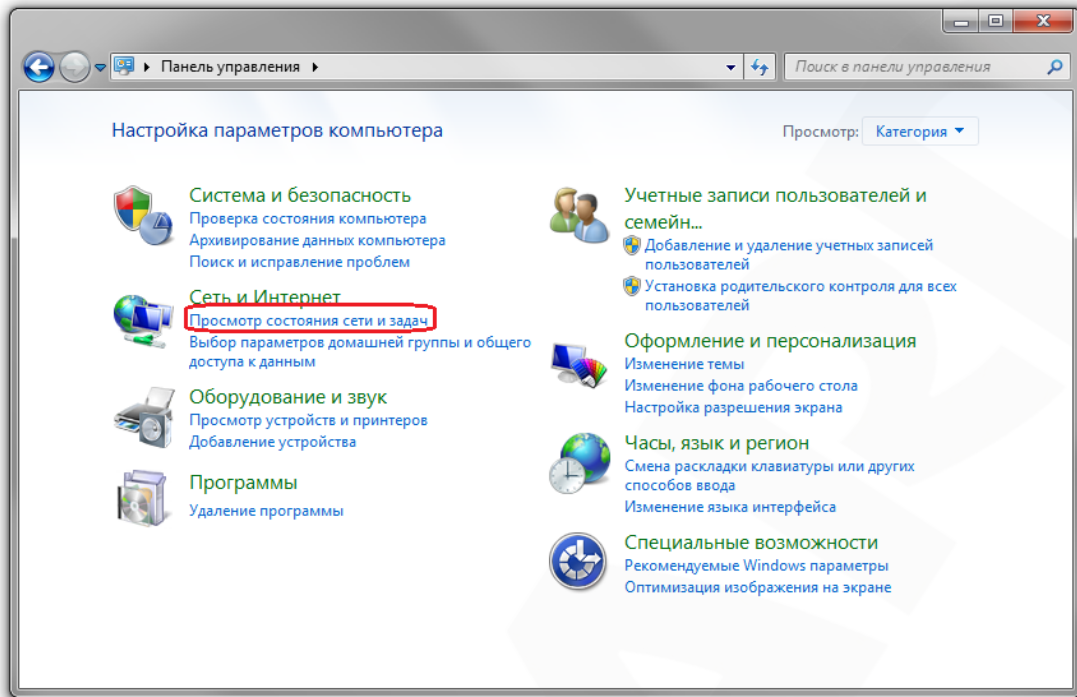 Панель управления
Поиск в панели управления
Настройка параметров компьютера
Просмотр: Категория
Система и безопасность
Проверка состояния компьютера
Архивирование данных компьютера
Поиск и исправление проблем
Сеть и Интернет
Просмотр состояния сети и задач
Выбор параметров домашней группы и общего
доступа к данным
Оборудование и звук
Просмотр устройств и принтеров
Добавление устройства
Программы
Удаление программы
Учетные записи пользователей и
семейн...
Добавление и удаление учетных записей
пользователей
Установка родительского контроля для всех
пользователей
Оформление и персонализация
Изменение темы
Изменение фона рабочего стола
Настройка разрешения экрана
Часы, язык и регион
Смена раскладки клавиатуры или других
способов ввода
Изменение языка интерфейса
Специальные возможности
Рекомендуемые Windows параметры
Оптимизация изображения на экране